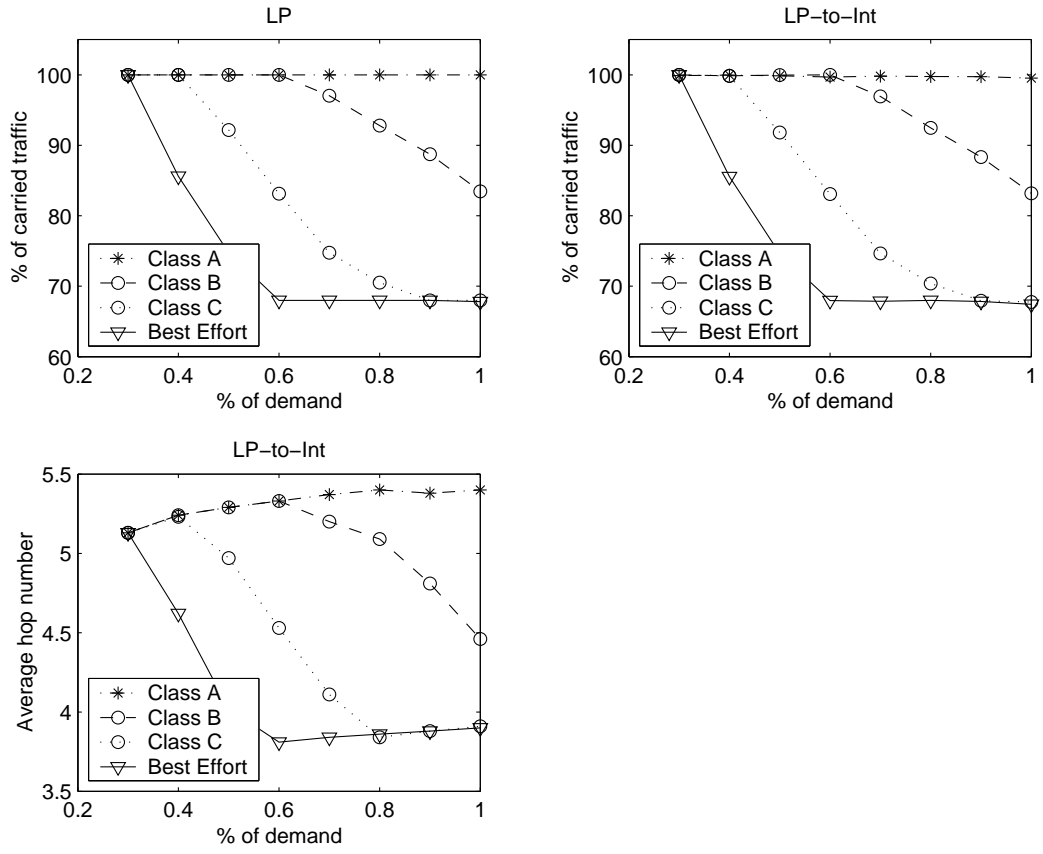 LP
% of carried traffic
100
90
80
70
60
Class A
Class B
Class C
Best Effort
0.2
0.4
0.6
0.8
1
% of demand
LP−to−Int
% of carried traffic
100
90
80
70
60
Class A
Class B
Class C
Best Effort
0.2
0.4
0.6
0.8
1
% of demand
LP−to−Int
Average hop number
5.5
5
4.5
4
3.5
Class A
Class B
Class C
Best Effort
0.2
0.4
0.6
0.8
1
% of demand